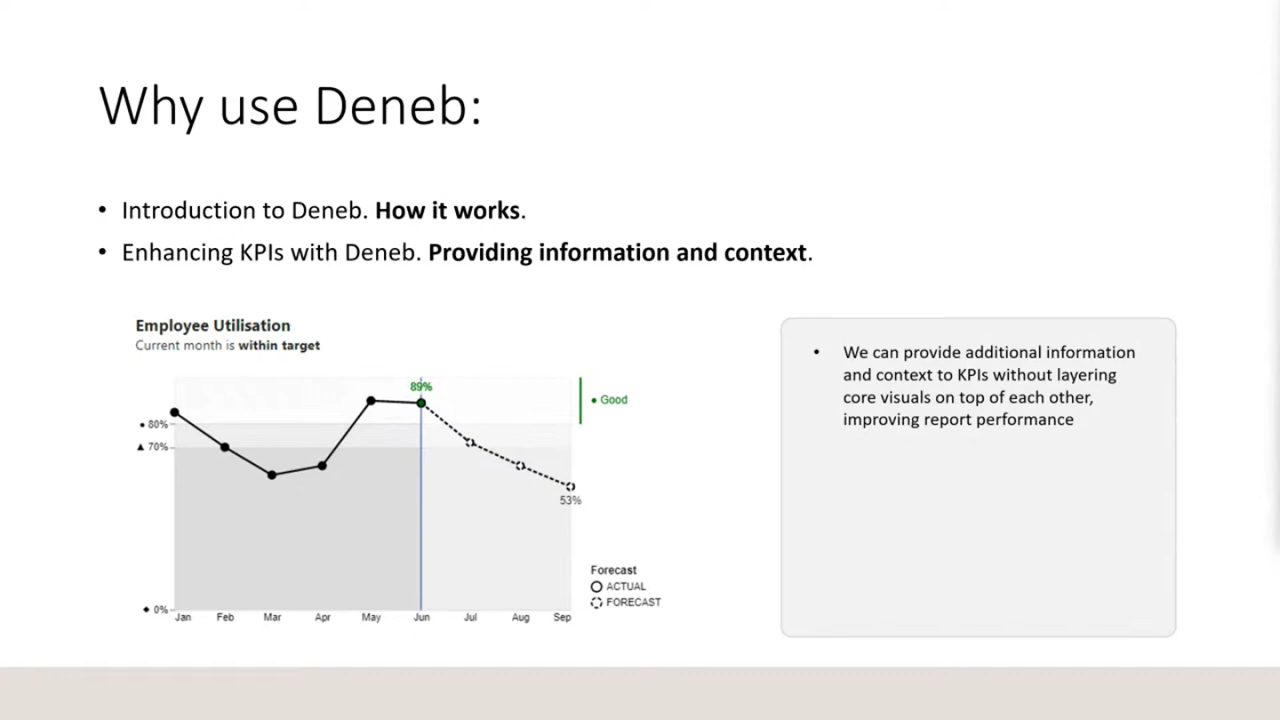 Why use Deneb:
• Introduction to Deneb. How it works.
• Enhancing KPIs with Deneb. Providing information and context.
Employee Utilisation
Current month is within target
89%
• Good
• 80%
▲ 70%
53%
◆ 0%
Jan Feb Mar Apr May Jun Jul Aug Sep
Forecast
ACTUAL
FORECAST
• We can provide additional information
and context to KPIs without layering
core visuals on top of each other,
improving report performance